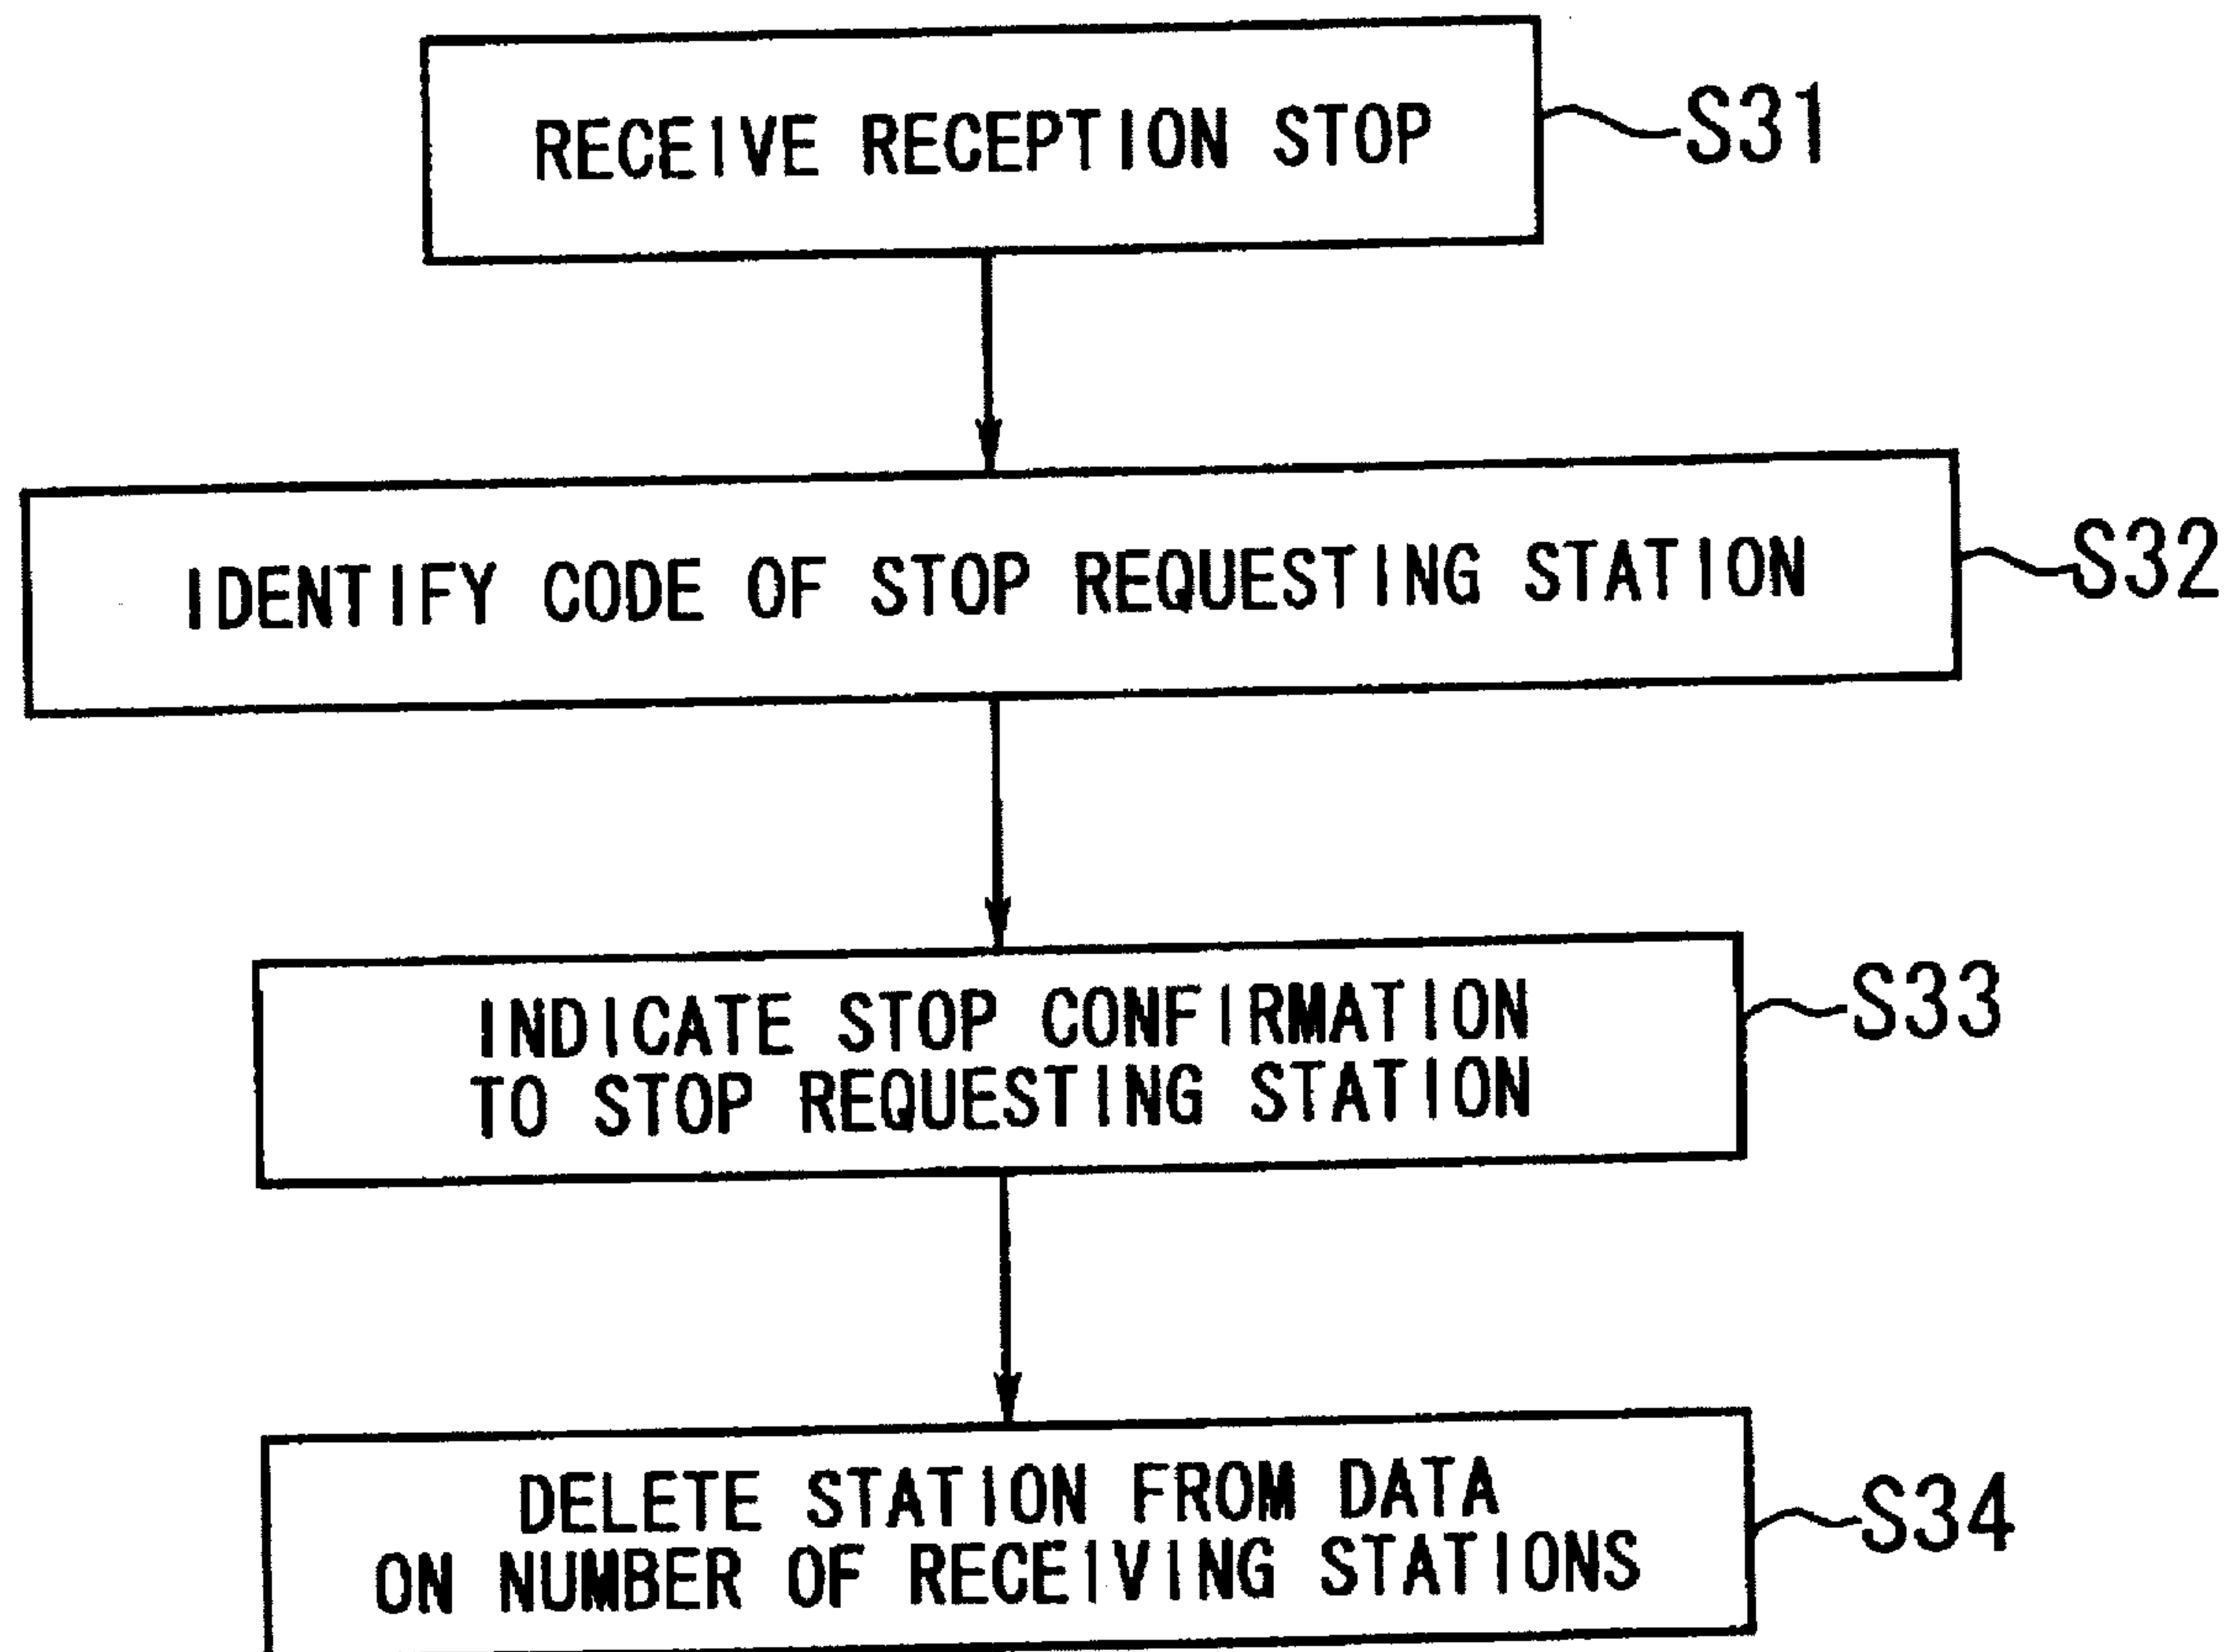 RECEIVE RECEPTION STOP
S31
IDENTIFY CODE OF STOP REQUESTING STATION
S32
INDICATE STOP CONFIRMATION
TO STOP REQUESTING STATION
S33
DELETE STATION FROM DATA
ON NUMBER OF RECEIVING STATIONS
S34